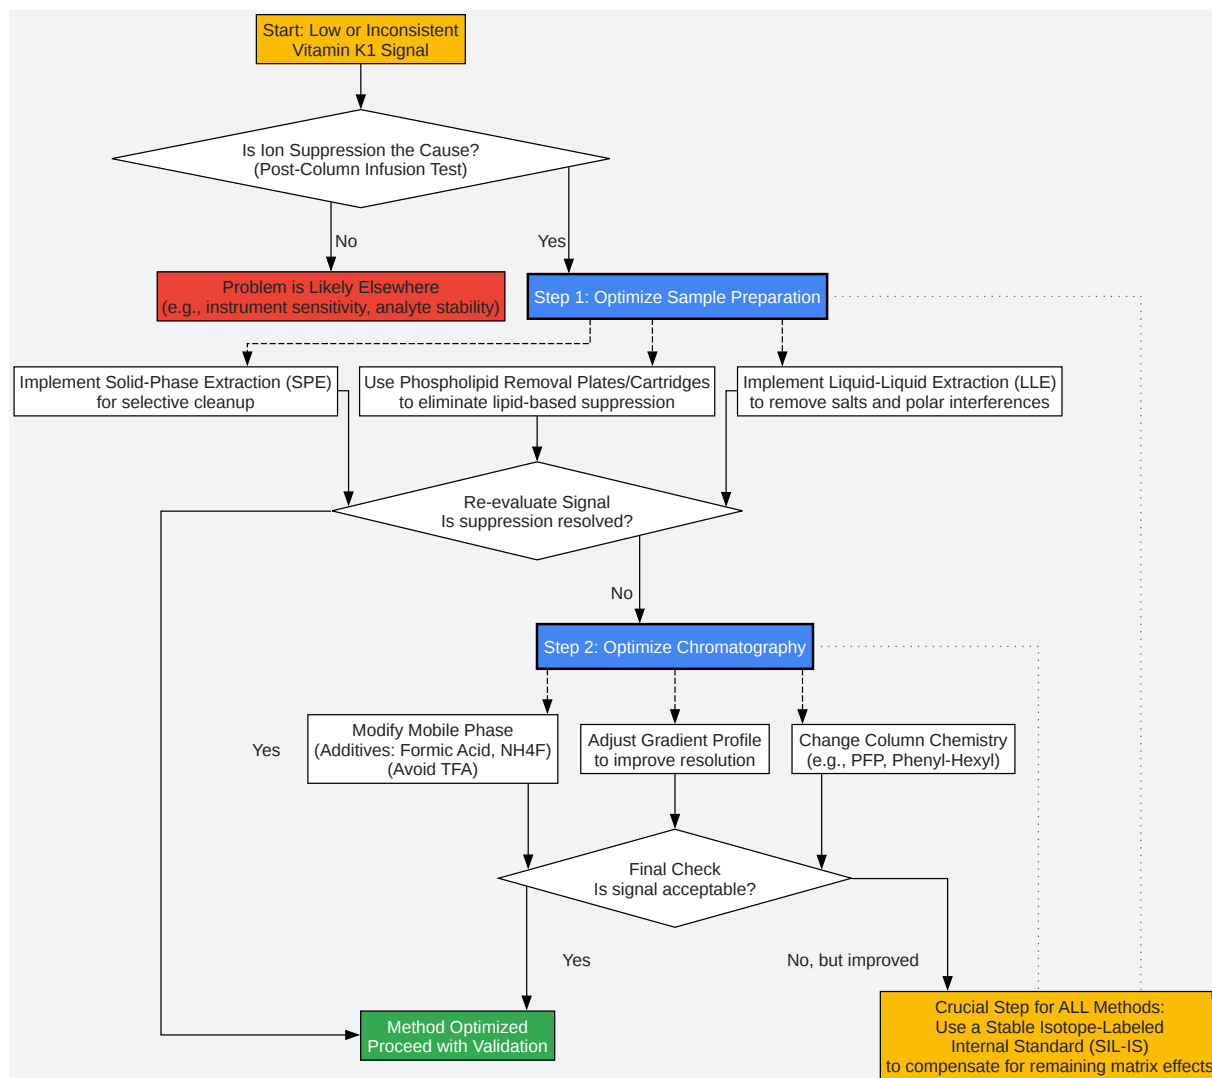 Start: Low or Inconsistent
Vitamin K1 Signal
Is Ion Suppression the Cause?
(Post-Column Infusion Test)
No
Yes
Problem is Likely Elsewhere
(e.g., instrument sensitivity, analyte stability)
Step 1: Optimize Sample Preparation
Implement Solid-Phase Extraction (SPE)
for selective cleanup
Use Phospholipid Removal Plates/Cartridges
to eliminate lipid-based suppression
Implement Liquid-Liquid Extraction (LLE)
to remove salts and polar interferences
Re-evaluate Signal
Is suppression resolved?
No
Step 2: Optimize Chromatography
Yes
Modify Mobile Phase
(Additives: Formic Acid, NH4F)
(Avoid TFA)
Adjust Gradient Profile
to improve resolution
Change Column Chemistry
(e.g., PFP, Phenyl-Hexyl)
Final Check
Is signal acceptable?
Yes
No, but improved
Method Optimized
Proceed with Validation
Crucial Step for ALL Methods:
Use a Stable Isotope-Labeled
Internal Standard (SIL-IS)
to compensate for remaining matrix effects